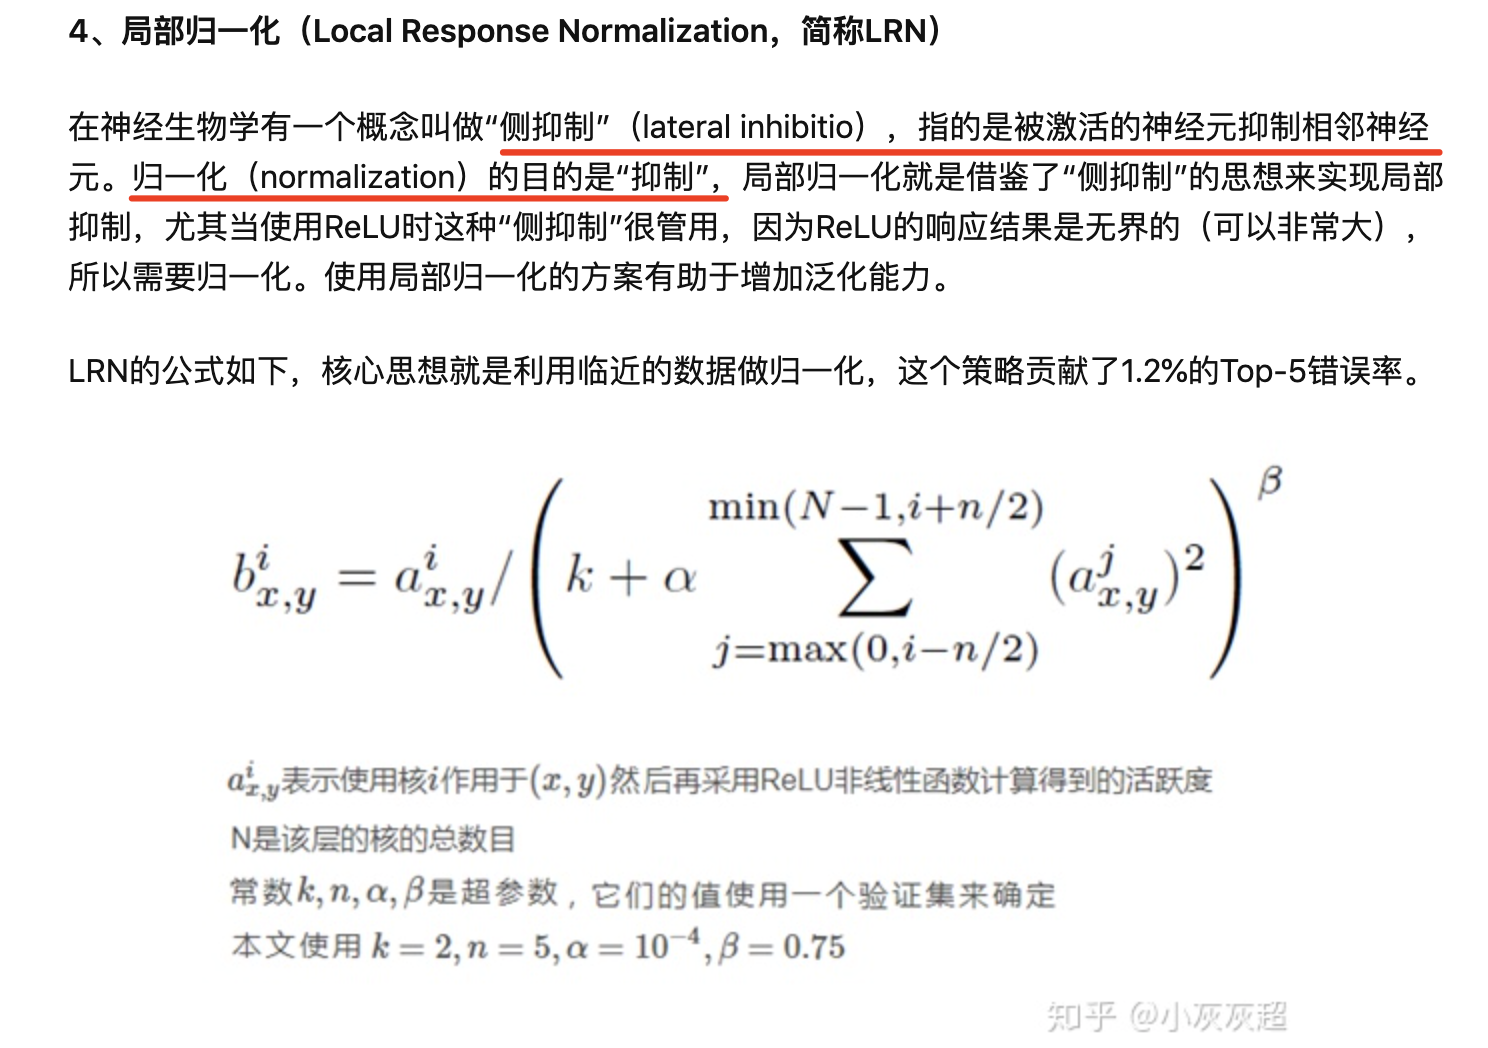 4、局部归一化（Local Response Normalization，简称LRN）
在神经生物学有一个概念叫做“侧抑制”（lateral inhibitio），指的是被激活的神经元抑制相邻神经
元。归一化（normalization）的目的是“抑制”，局部归一化就是借鉴了“侧抑制”的思想来实现局部
抑制，尤其当使用ReLU时这种“侧抑制”很管用，因为ReLU的响应结果是无界的（可以非常大），
所以需要归一化。使用局部归一化的方案有助于增加泛化能力。
LRN的公式如下，核心思想就是利用临近的数据做归一化，这个策略贡献了1.2%的Top-5错误率。
b^i_{x,y} = a^i_{x,y} / ( k + α ∑_{j=max(0,i−n/2)}^{min(N−1,i+n/2)} (a^j_{x,y})^2 )^β
a^i_{x,y}表示使用核i作用于(x, y)然后再采用ReLU非线性函数计算得到的活跃度
N是该层的核的总数目
常数k, n, α, β是超参数，它们的值使用一个验证集来确定
本文使用 k = 2, n = 5, α = 10^{−4}, β = 0.75
知乎 @小灰灰超